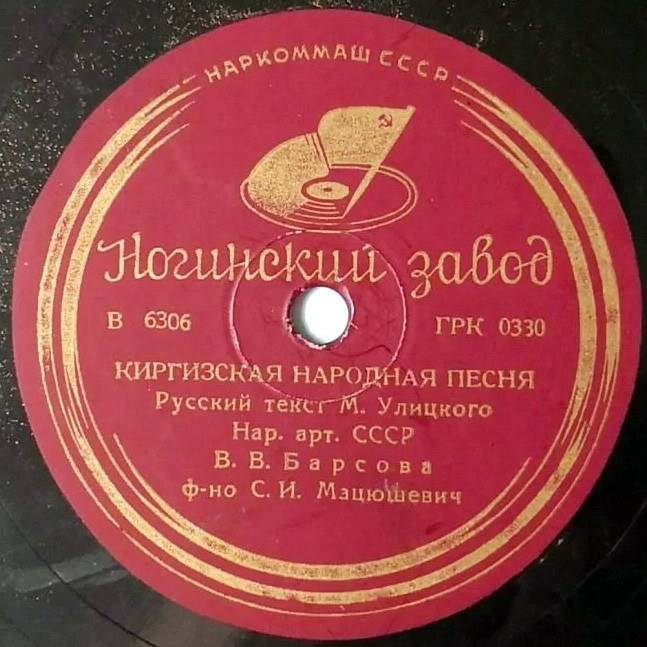 НАРКОММАШ СССР
Ногинский завод
В 6306 ГРК 0330
КИРГИЗСКАЯ НАРОДНАЯ ПЕСНЯ
Русский текст М. Улицкого
Нар. арт. СССР
В. В. Барсова
ф-но С. И. Мацюшевич